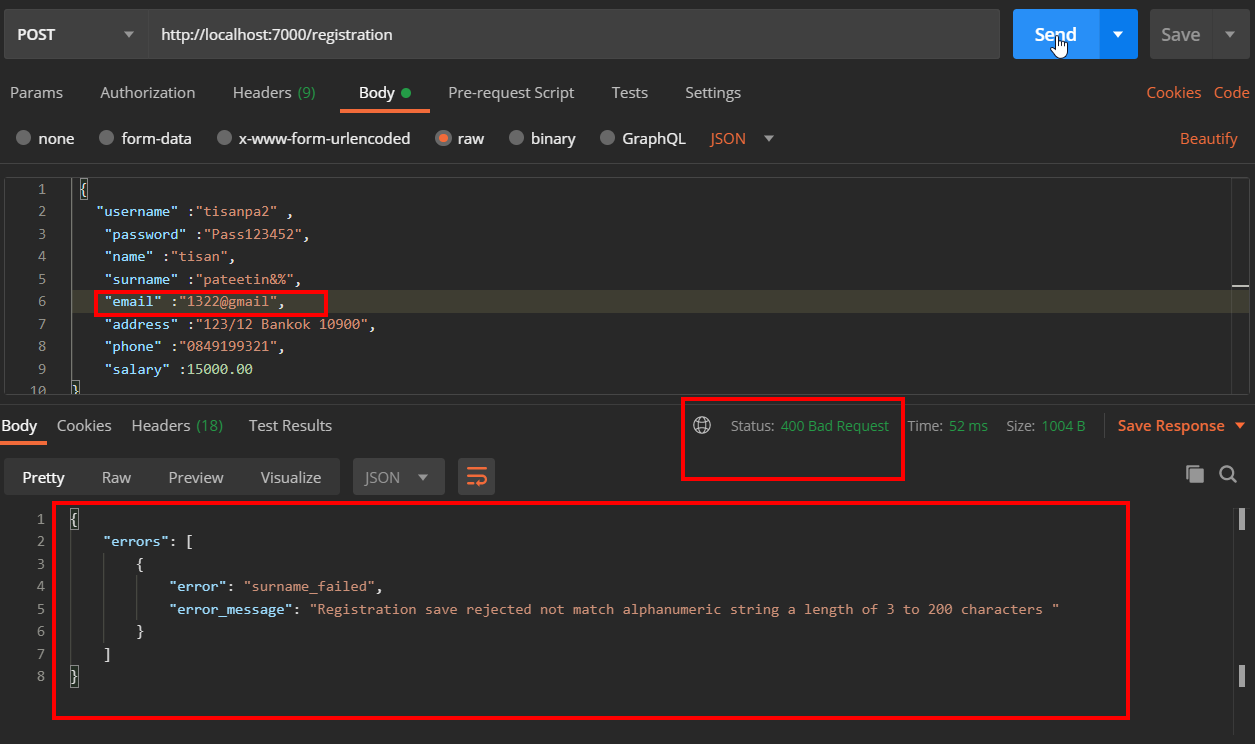 POST http://localhost:7000/registration Send Save
Params Authorization Headers (9) Body Pre-request Script Tests Settings Cookies Code
none form-data x-www-form-urlencoded raw binary GraphQL JSON Beautify
1 {
2 "username" :"tisanpa2" ,
3 "password" :"Pass123452",
4 "name" :"tisan",
5 "surname" :"pateetin&%",
6 "email" :"1322@gmail",
7 "address" :"123/12 Bankok 10900",
8 "phone" :"0849199321",
9 "salary" :15000.00
10 }
Body Cookies Headers (18) Test Results Status: 400 Bad Request Time: 52 ms Size: 1004 B Save Response
Pretty Raw Preview Visualize JSON
1 {
2 "errors": [
3 {
4 "error": "surname_failed",
5 "error_message": "Registration save rejected not match alphanumeric string a length of 3 to 200 characters "
6 }
7 ]
8 }